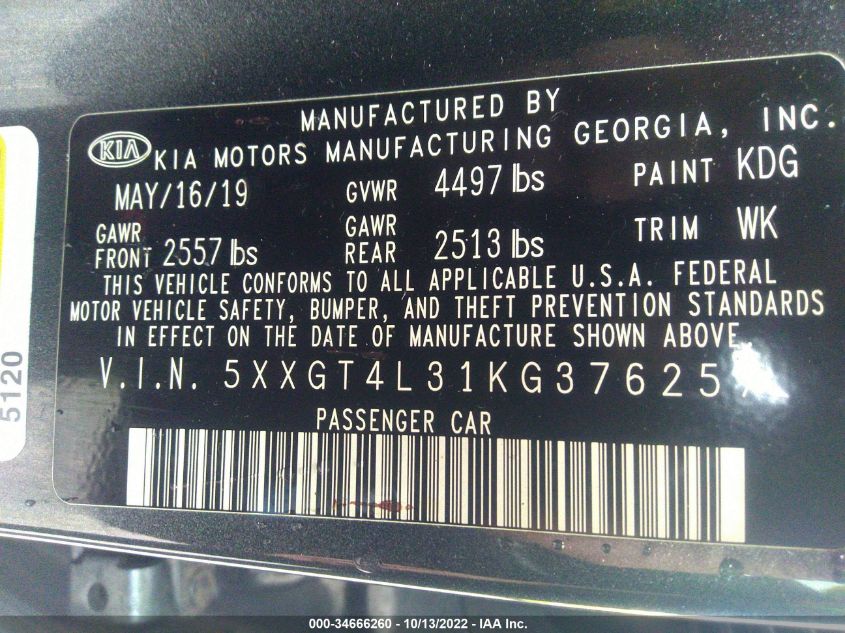 MANUFACTURED BY
KIA KIA MOTORS MANUFACTURING GEORGIA, INC.
MAY/16/19 GVWR 4497 lbs PAINT KDG
GAWR FRONT 2557 lbs GAWR REAR 2513 lbs TRIM WK
THIS VEHICLE CONFORMS TO ALL APPLICABLE U.S.A. FEDERAL
MOTOR VEHICLE SAFETY, BUMPER, AND THEFT PREVENTION STANDARDS
IN EFFECT ON THE DATE OF MANUFACTURE SHOWN ABOVE.
V.I.N. 5XXGT4L31KG37625
PASSENGER CAR
5120
000-34666260 - 10/13/2022 - IAA Inc.